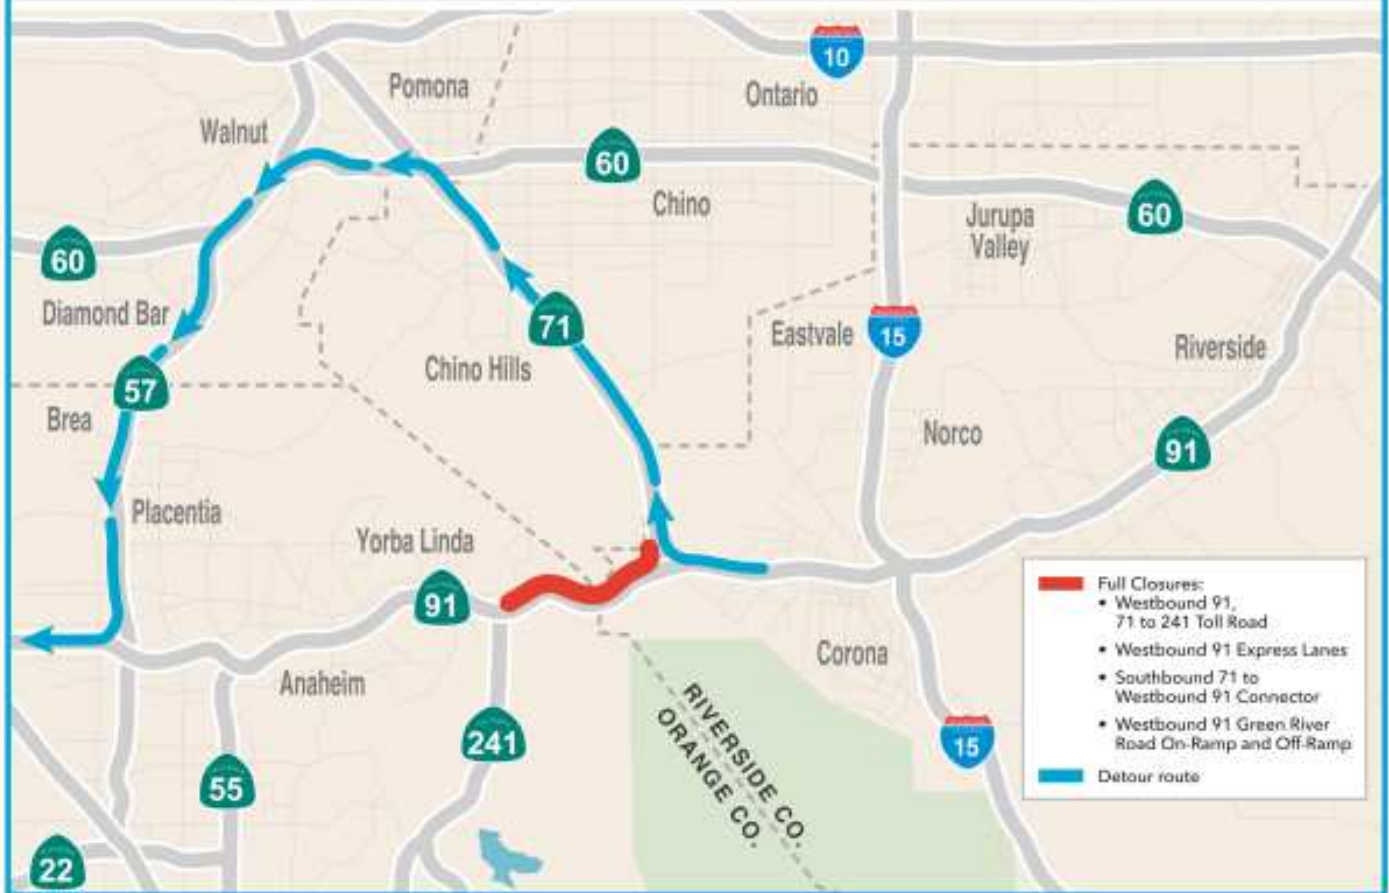 10
Pomona
Ontario
Walnut
60
Chino
60
Jurupa
Valley
60
Diamond Bar
71
Eastvale
15
Riverside
Chino Hills
57
Brea
Norco
91
Placentia
Yorba Linda
91
Corona
Anaheim
RIVERSIDE CO.
ORANGE CO.
241
15
55
22
Full Closures:
• Westbound 91,
71 to 241 Toll Road
• Westbound 91 Express Lanes
• Southbound 71 to
Westbound 91 Connector
• Westbound 91 Green River
Road On-Ramp and Off-Ramp
Detour route